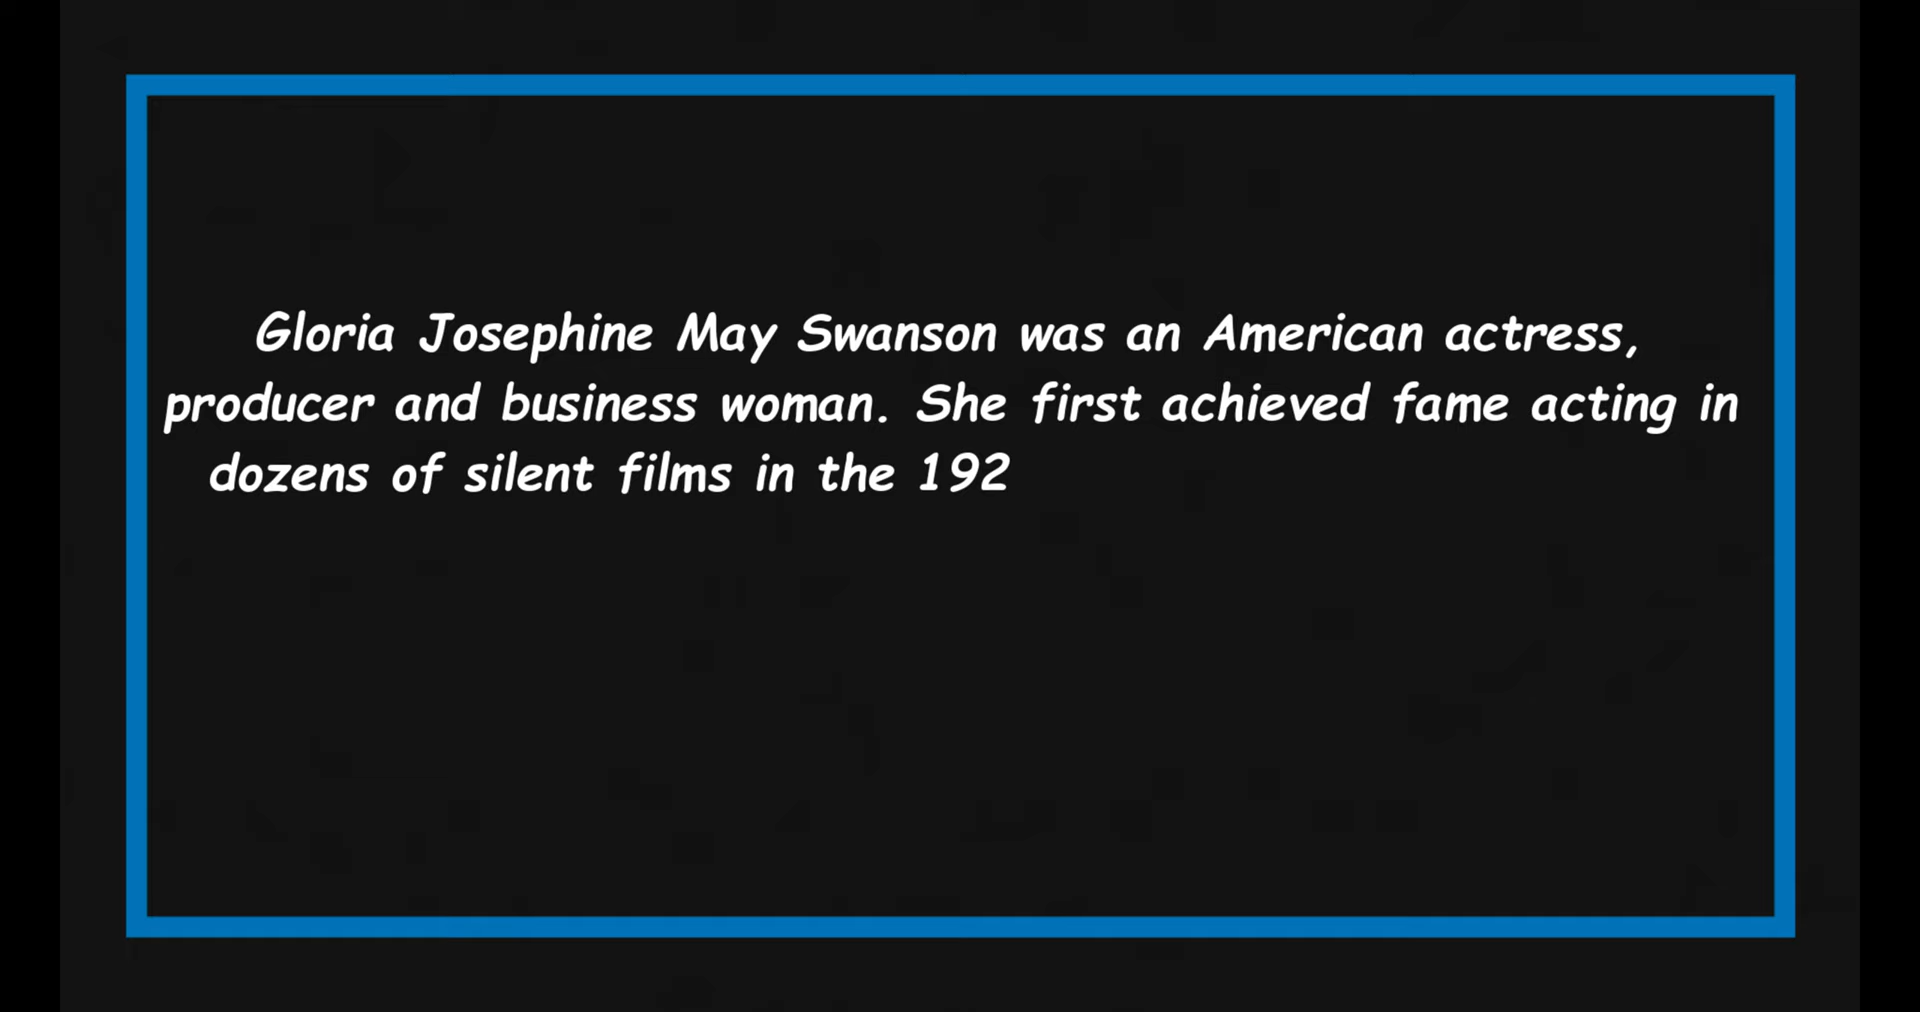 Gloria Josephine May Swanson was an American actress,
producer and business woman. She first achieved fame acting in
dozens of silent films in the 192